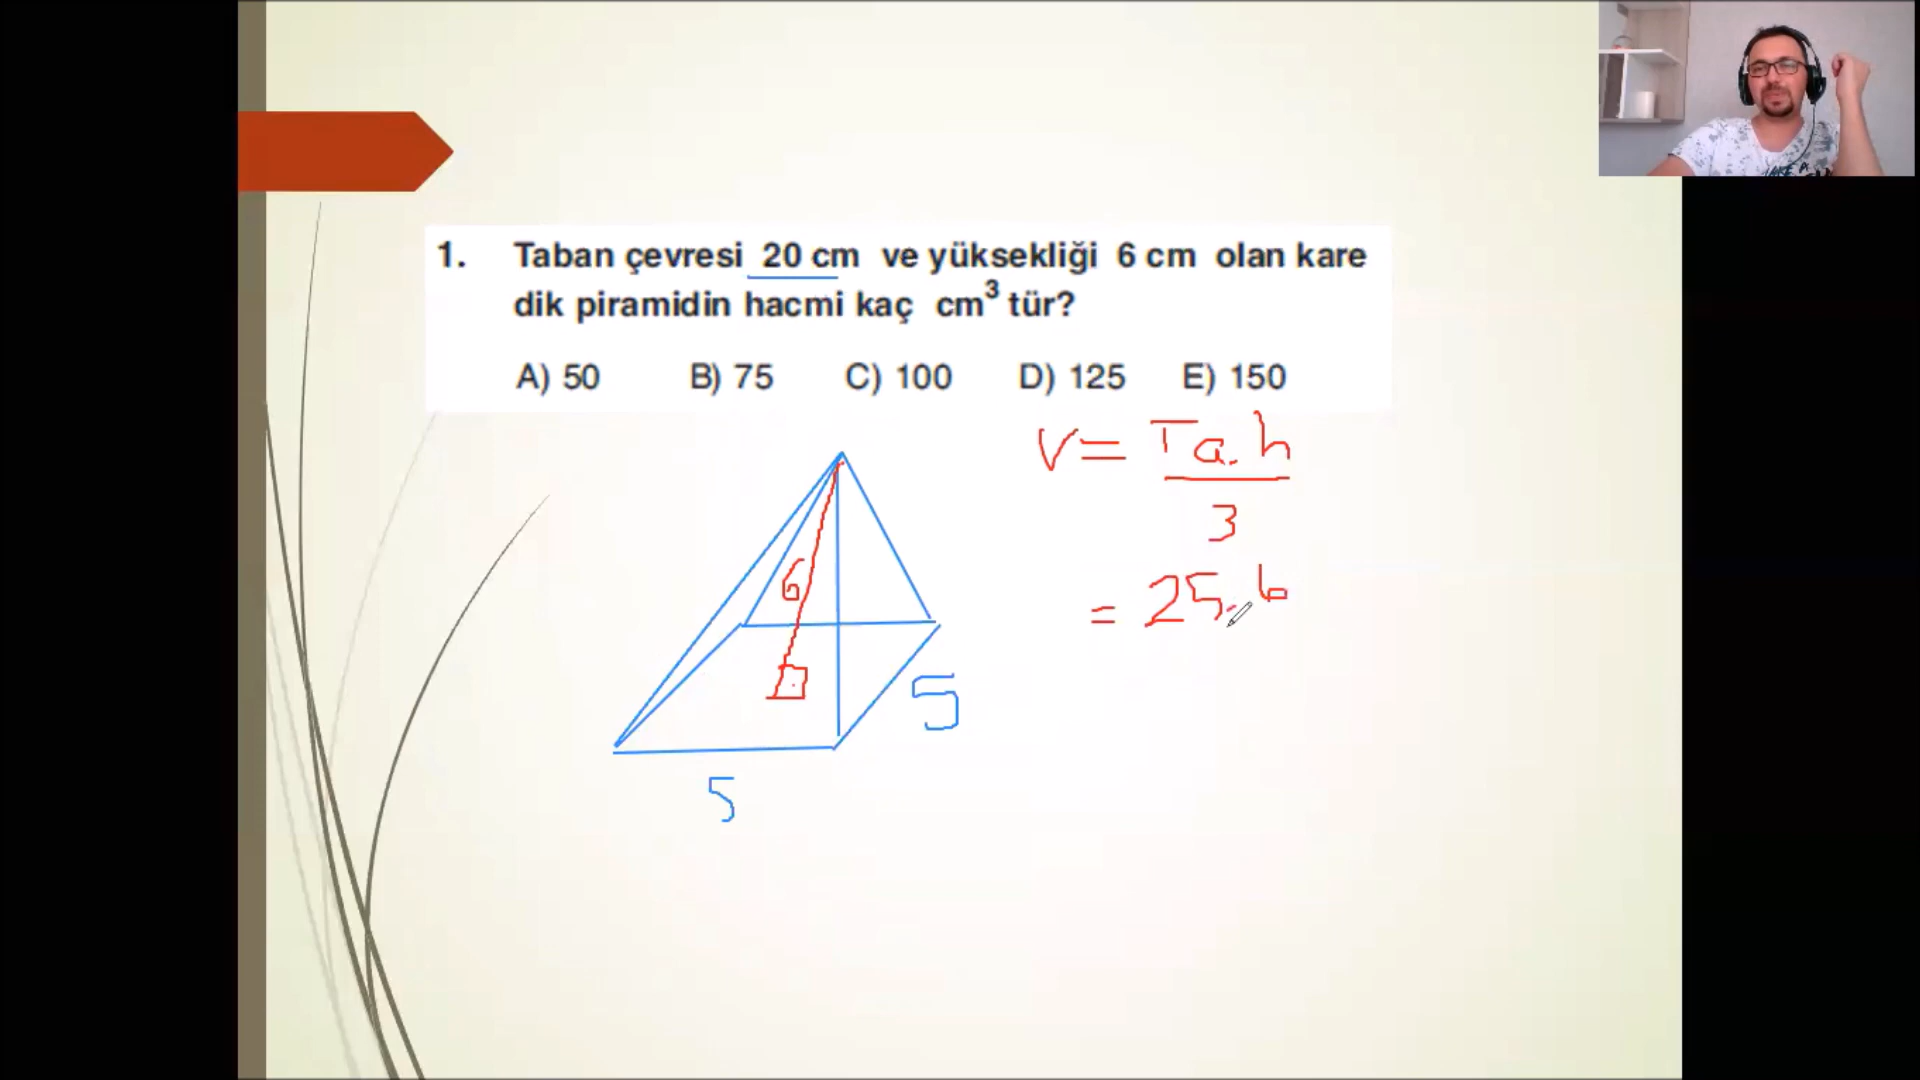 1. Taban çevresi 20 cm ve yüksekliği 6 cm olan kare
dik piramidin hacmi kaç cm³ tür?
A) 50 B) 75 C) 100 D) 125 E) 150
V = Ta.h
3
= 25.6
6
5
5